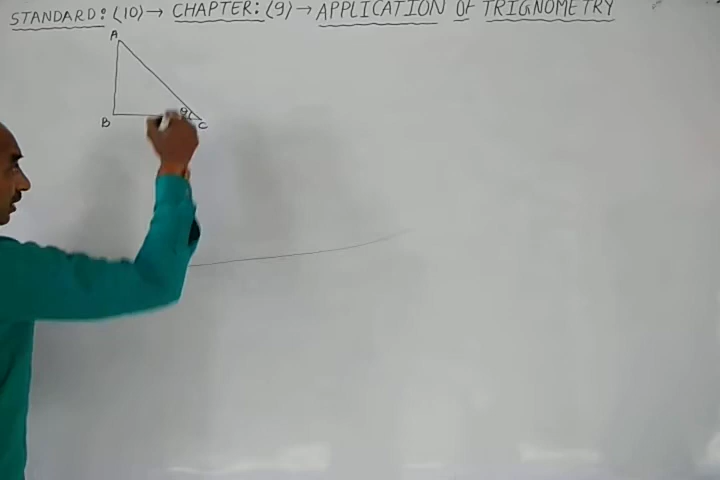 STANDARD: (10) → CHAPTER: (9) → APPLICATION OF TRIGNOMETRY
A
B
C